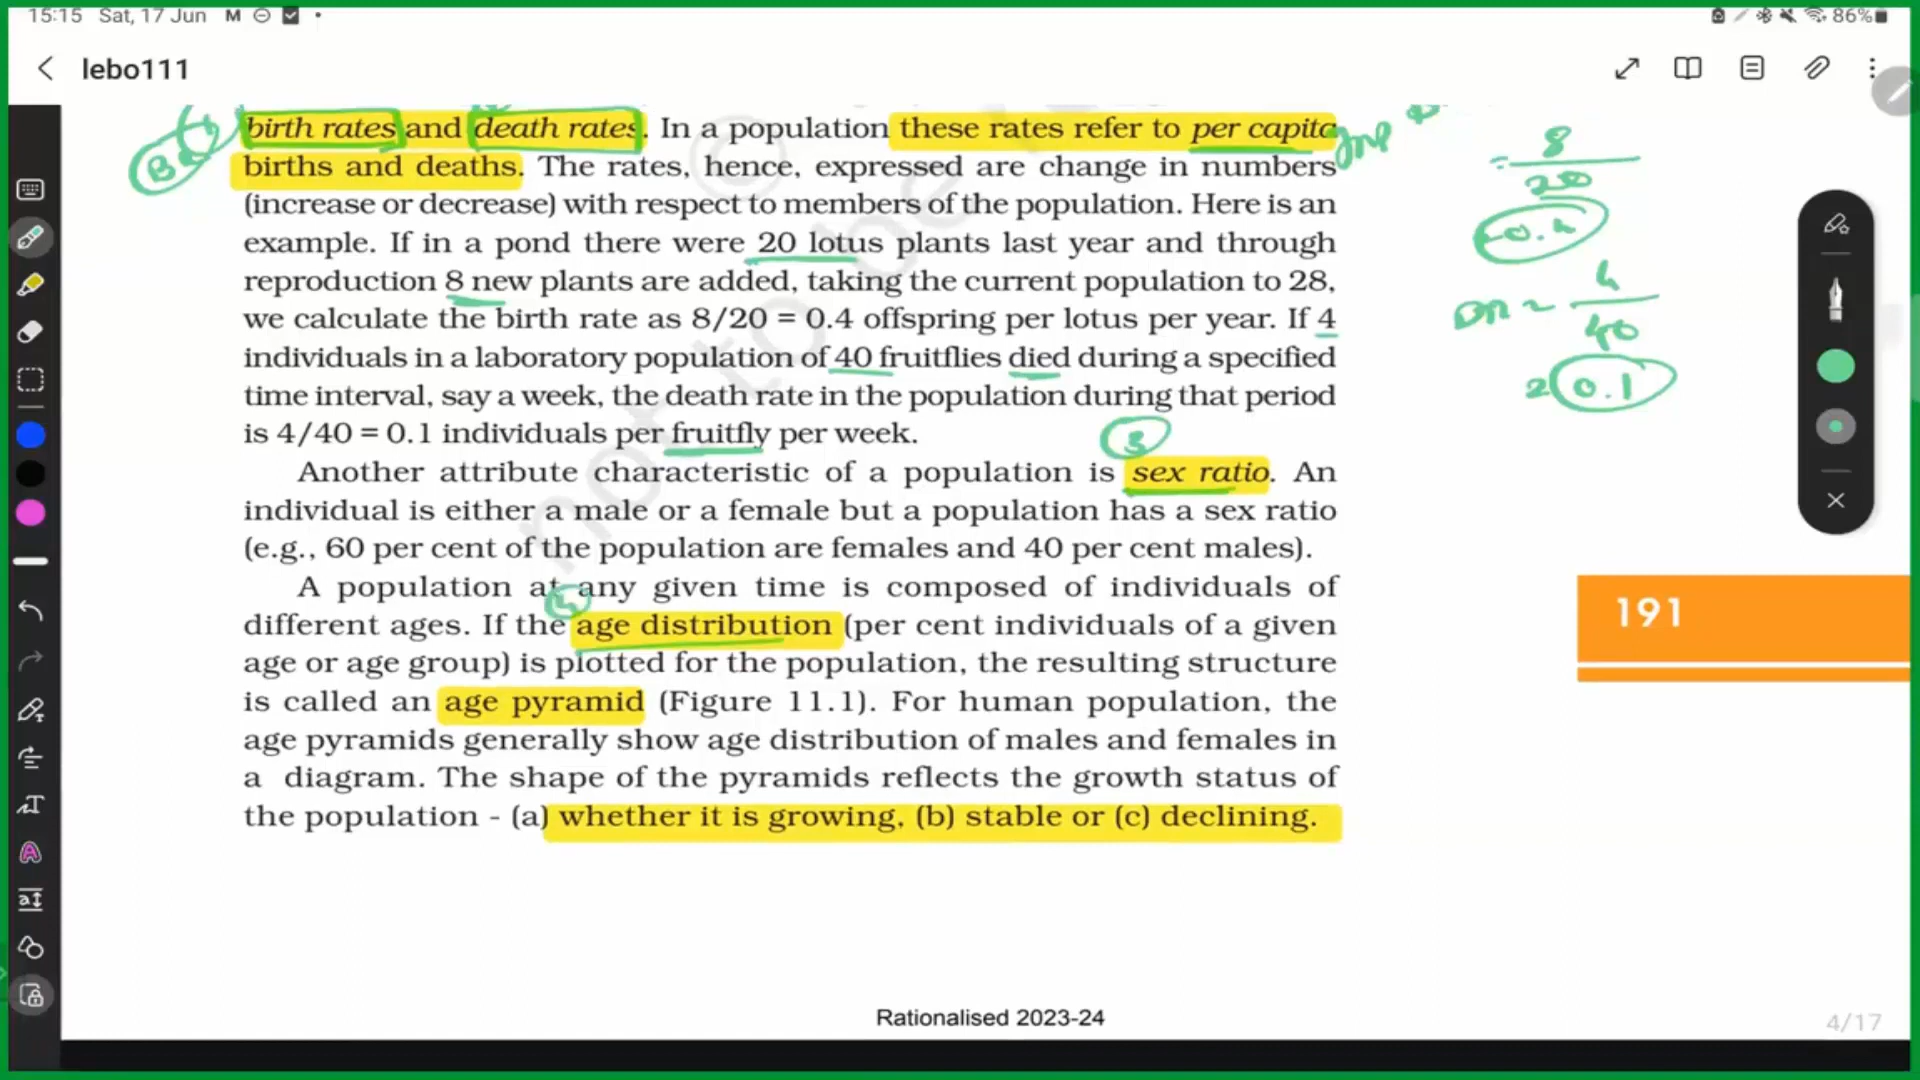 15:15 Sat, 17 Jun M
86%
lebo111
birth rates and death rates. In a population these rates refer to per capita
births and deaths. The rates, hence, expressed are change in numbers
(increase or decrease) with respect to members of the population. Here is an
example. If in a pond there were 20 lotus plants last year and through
reproduction 8 new plants are added, taking the current population to 28,
we calculate the birth rate as 8/20 = 0.4 offspring per lotus per year. If 4
individuals in a laboratory population of 40 fruitflies died during a specified
time interval, say a week, the death rate in the population during that period
is 4/40 = 0.1 individuals per fruitfly per week.
3
Another attribute characteristic of a population is sex ratio. An
individual is either a male or a female but a population has a sex ratio
(e.g., 60 per cent of the population are females and 40 per cent males).
A population at any given time is composed of individuals of
different ages. If the age distribution (per cent individuals of a given
age or age group) is plotted for the population, the resulting structure
is called an age pyramid (Figure 11.1). For human population, the
age pyramids generally show age distribution of males and females in
a diagram. The shape of the pyramids reflects the growth status of
the population - (a) whether it is growing, (b) stable or (c) declining.
Imp
= 8
20
0.4
DR = 4
40
0.1
191
not to be
©
Rationalised 2023-24
4/17